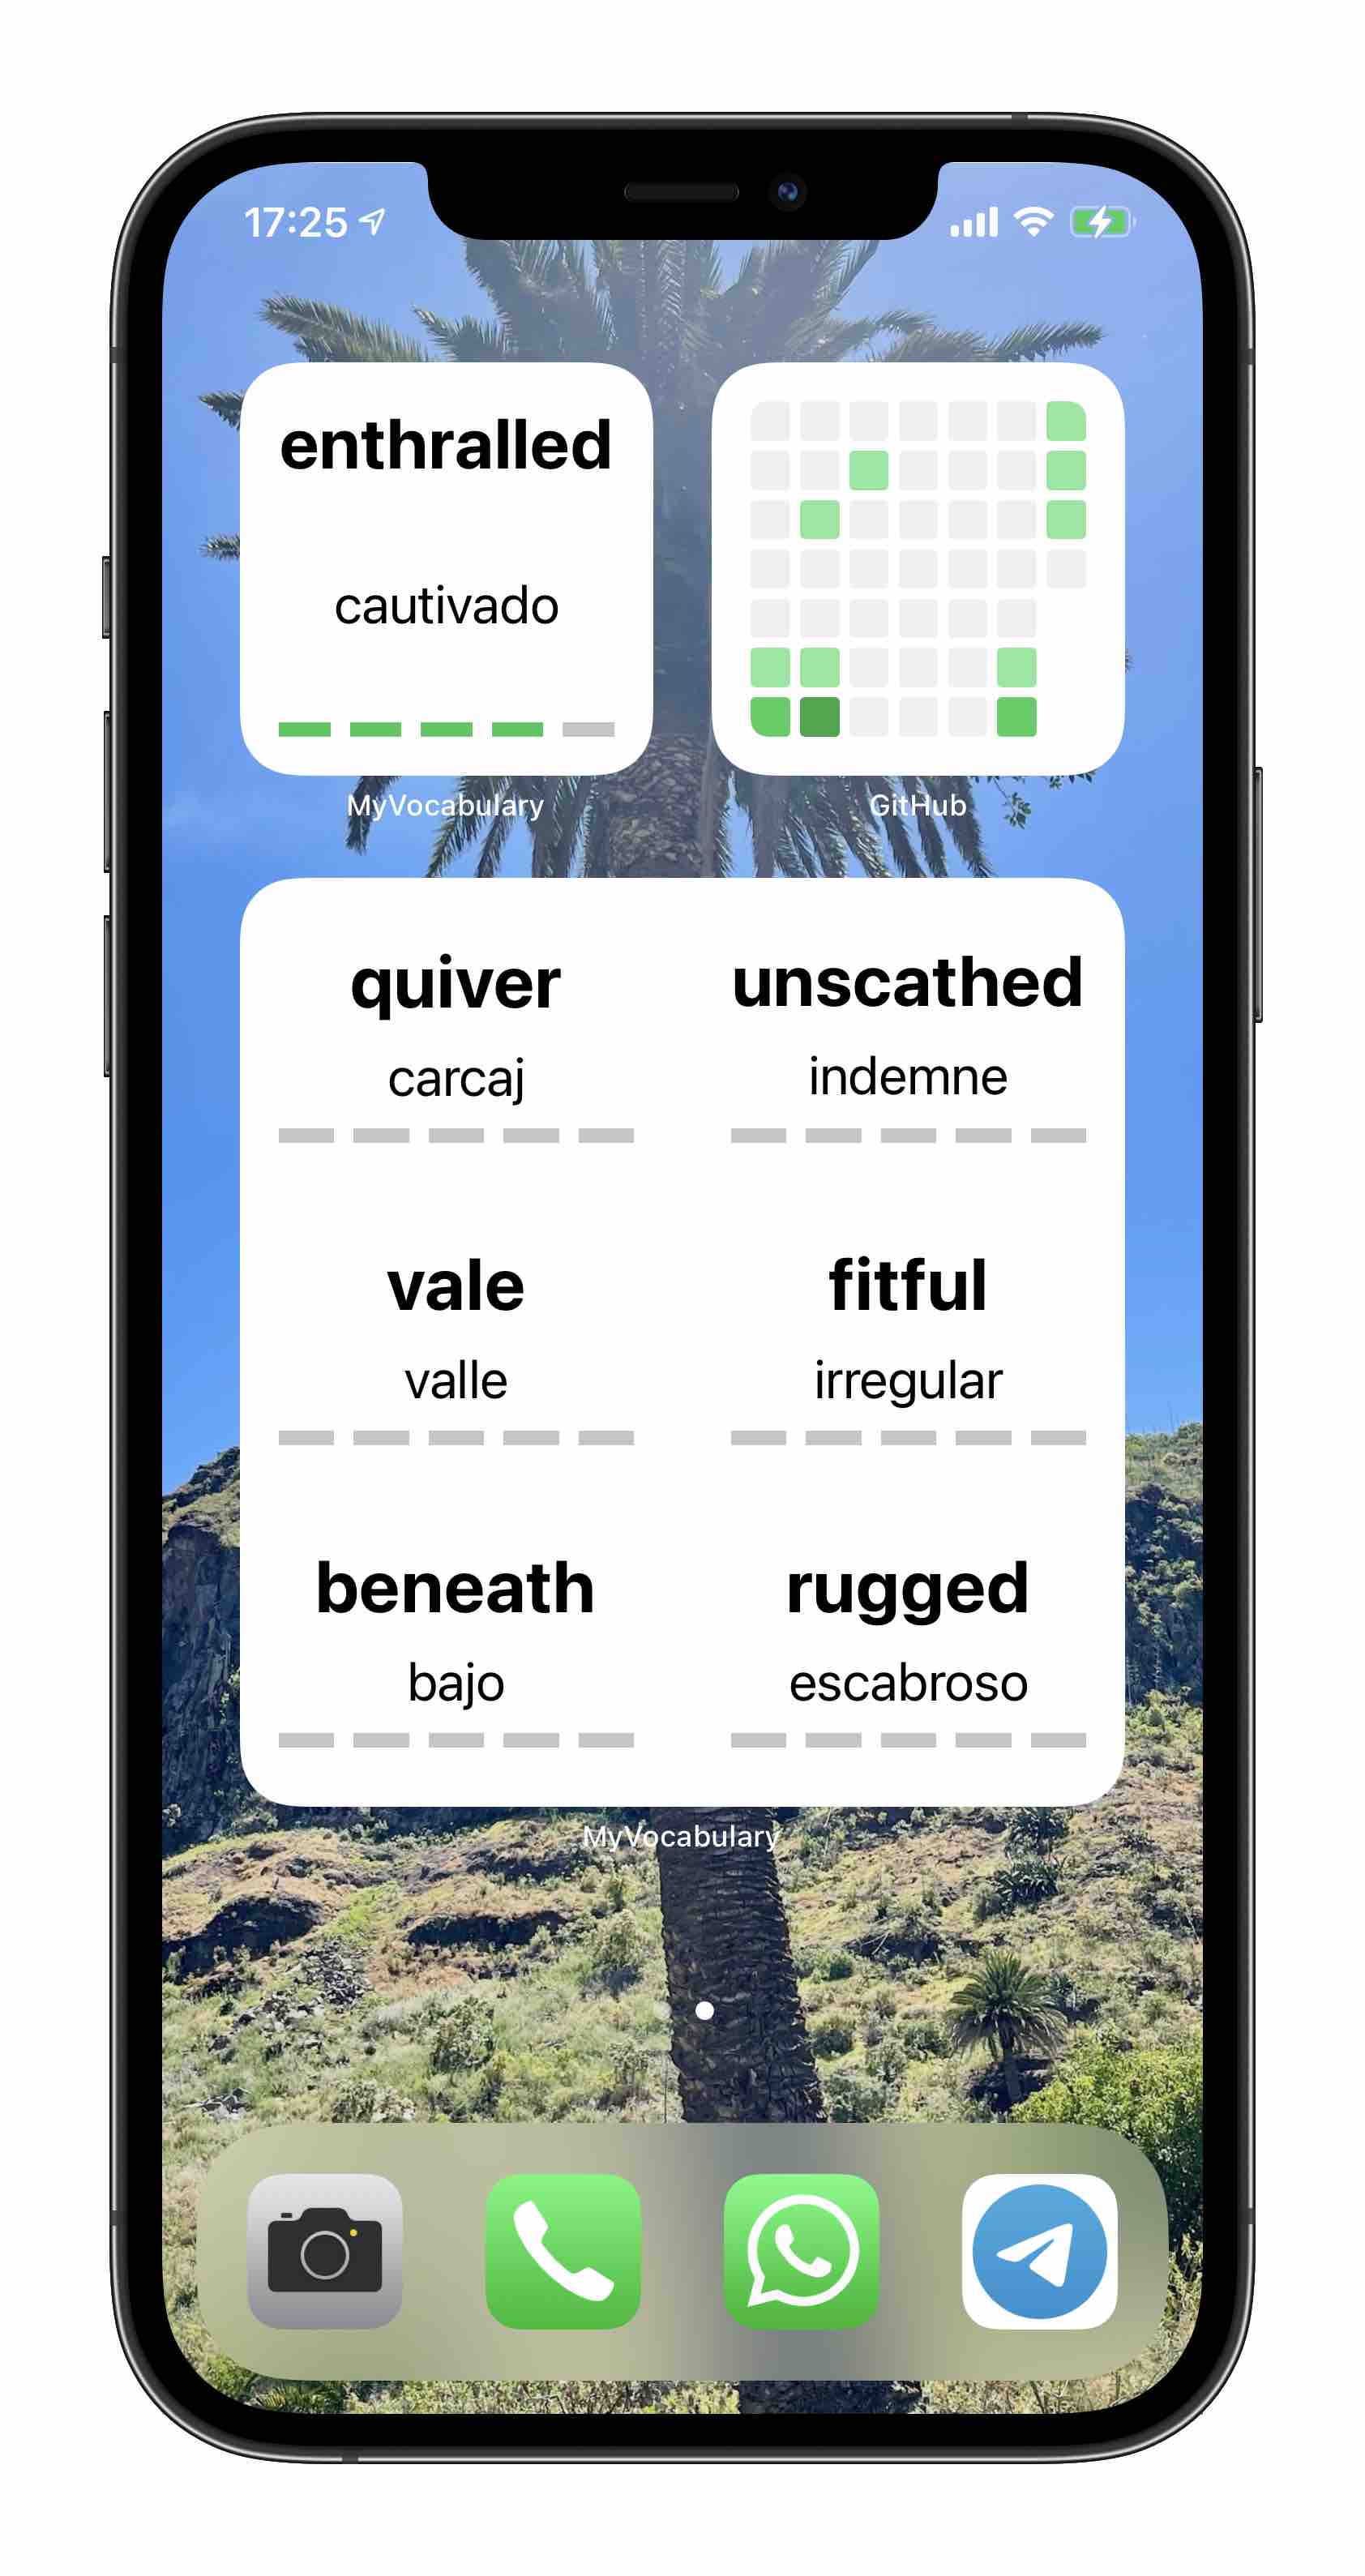 17:25
enthralled
cautivado
MyVocabulary
GitHub
quiver
carcaj
unscathed
indemne
vale
valle
fitful
irregular
beneath
bajo
rugged
escabroso
MyVocabulary